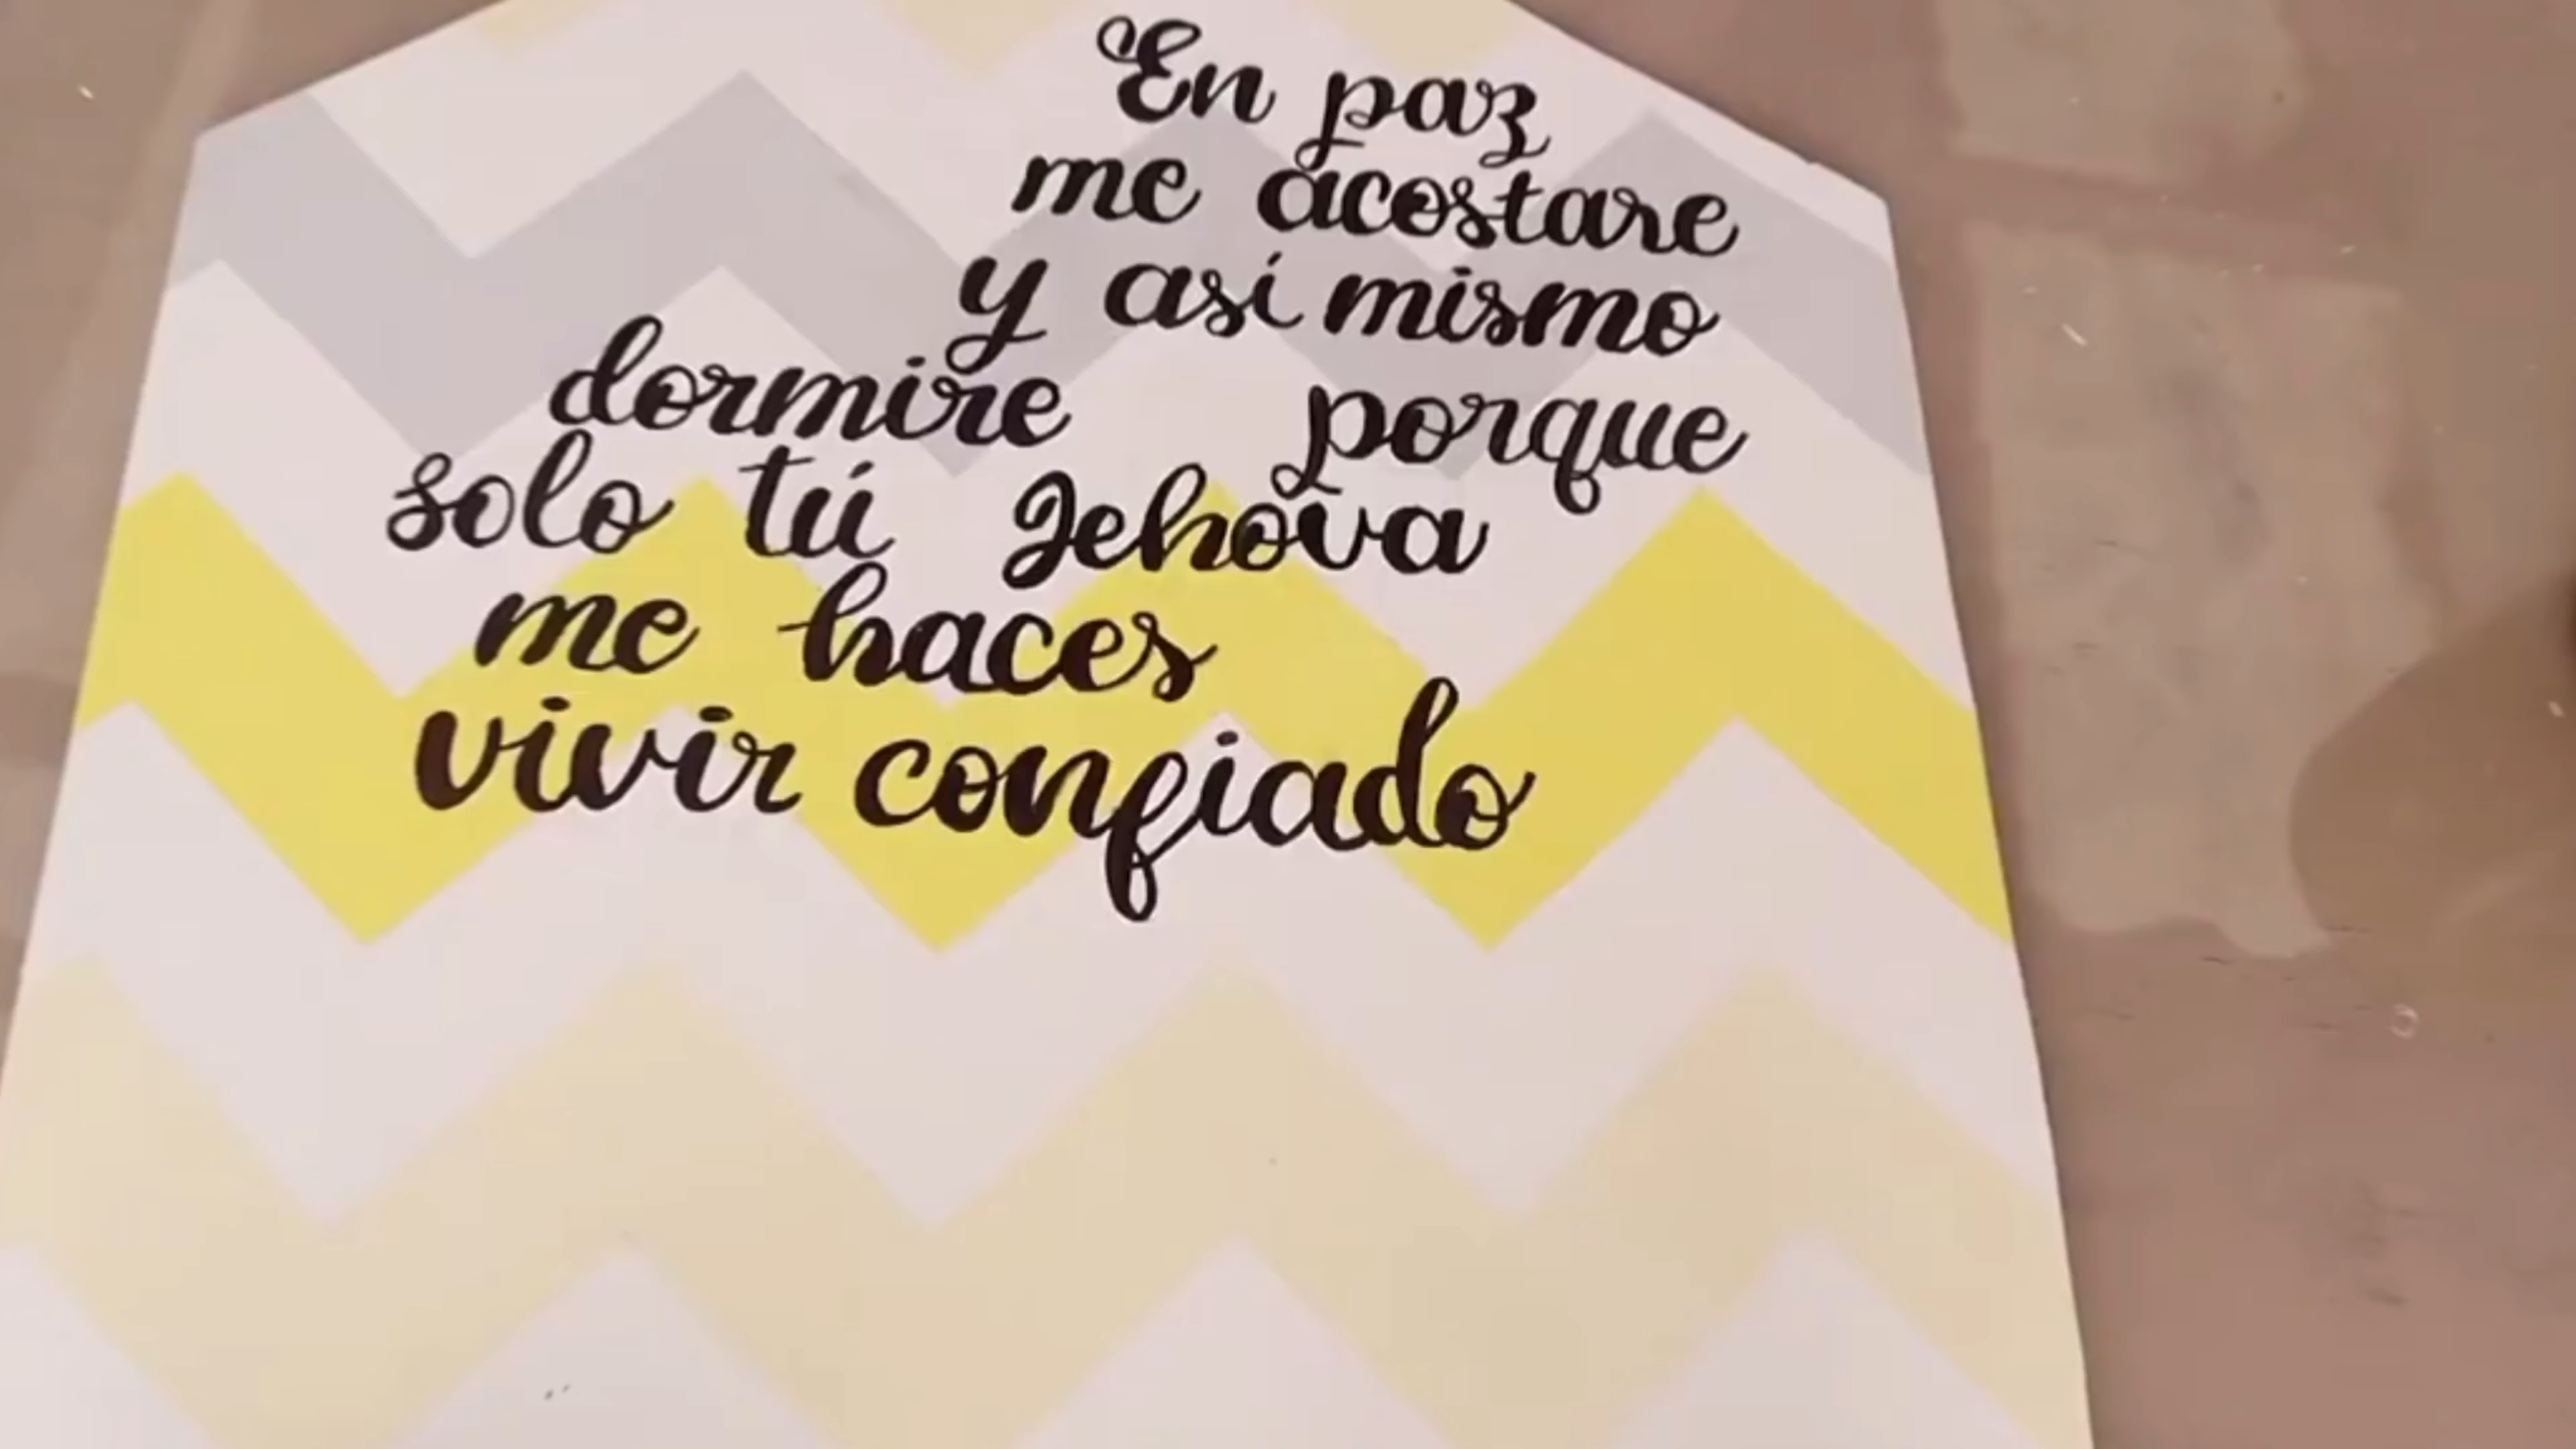 En paz
me acostare
y así mismo
dormire porque
solo tú Jehova
me haces
vivir confiado